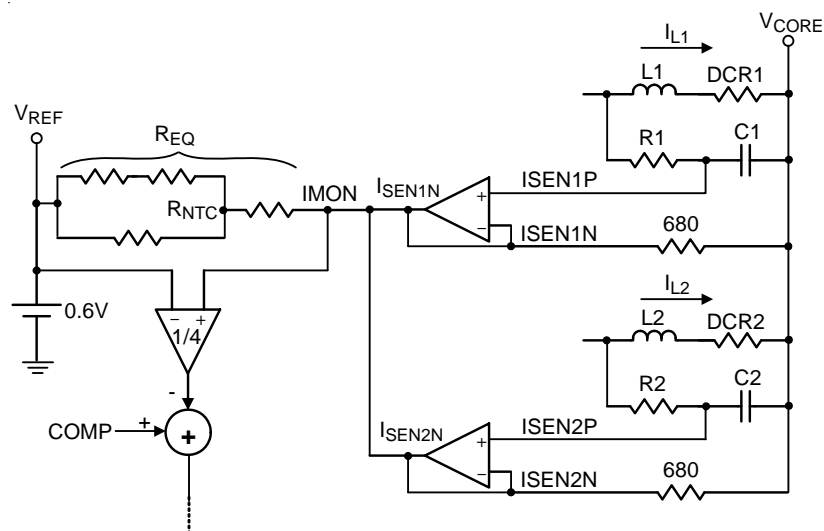 V_CORE
I_L1
L1
DCR1
V_REF
R_EQ
R1
C1
R_NTC
IMON
I_SEN1N
+
−
ISEN1P
ISEN1N
680
0.6V
− +
1/4
I_L2
L2
DCR2
R2
C2
-
COMP
+
+
I_SEN2N
+
−
ISEN2P
ISEN2N
680